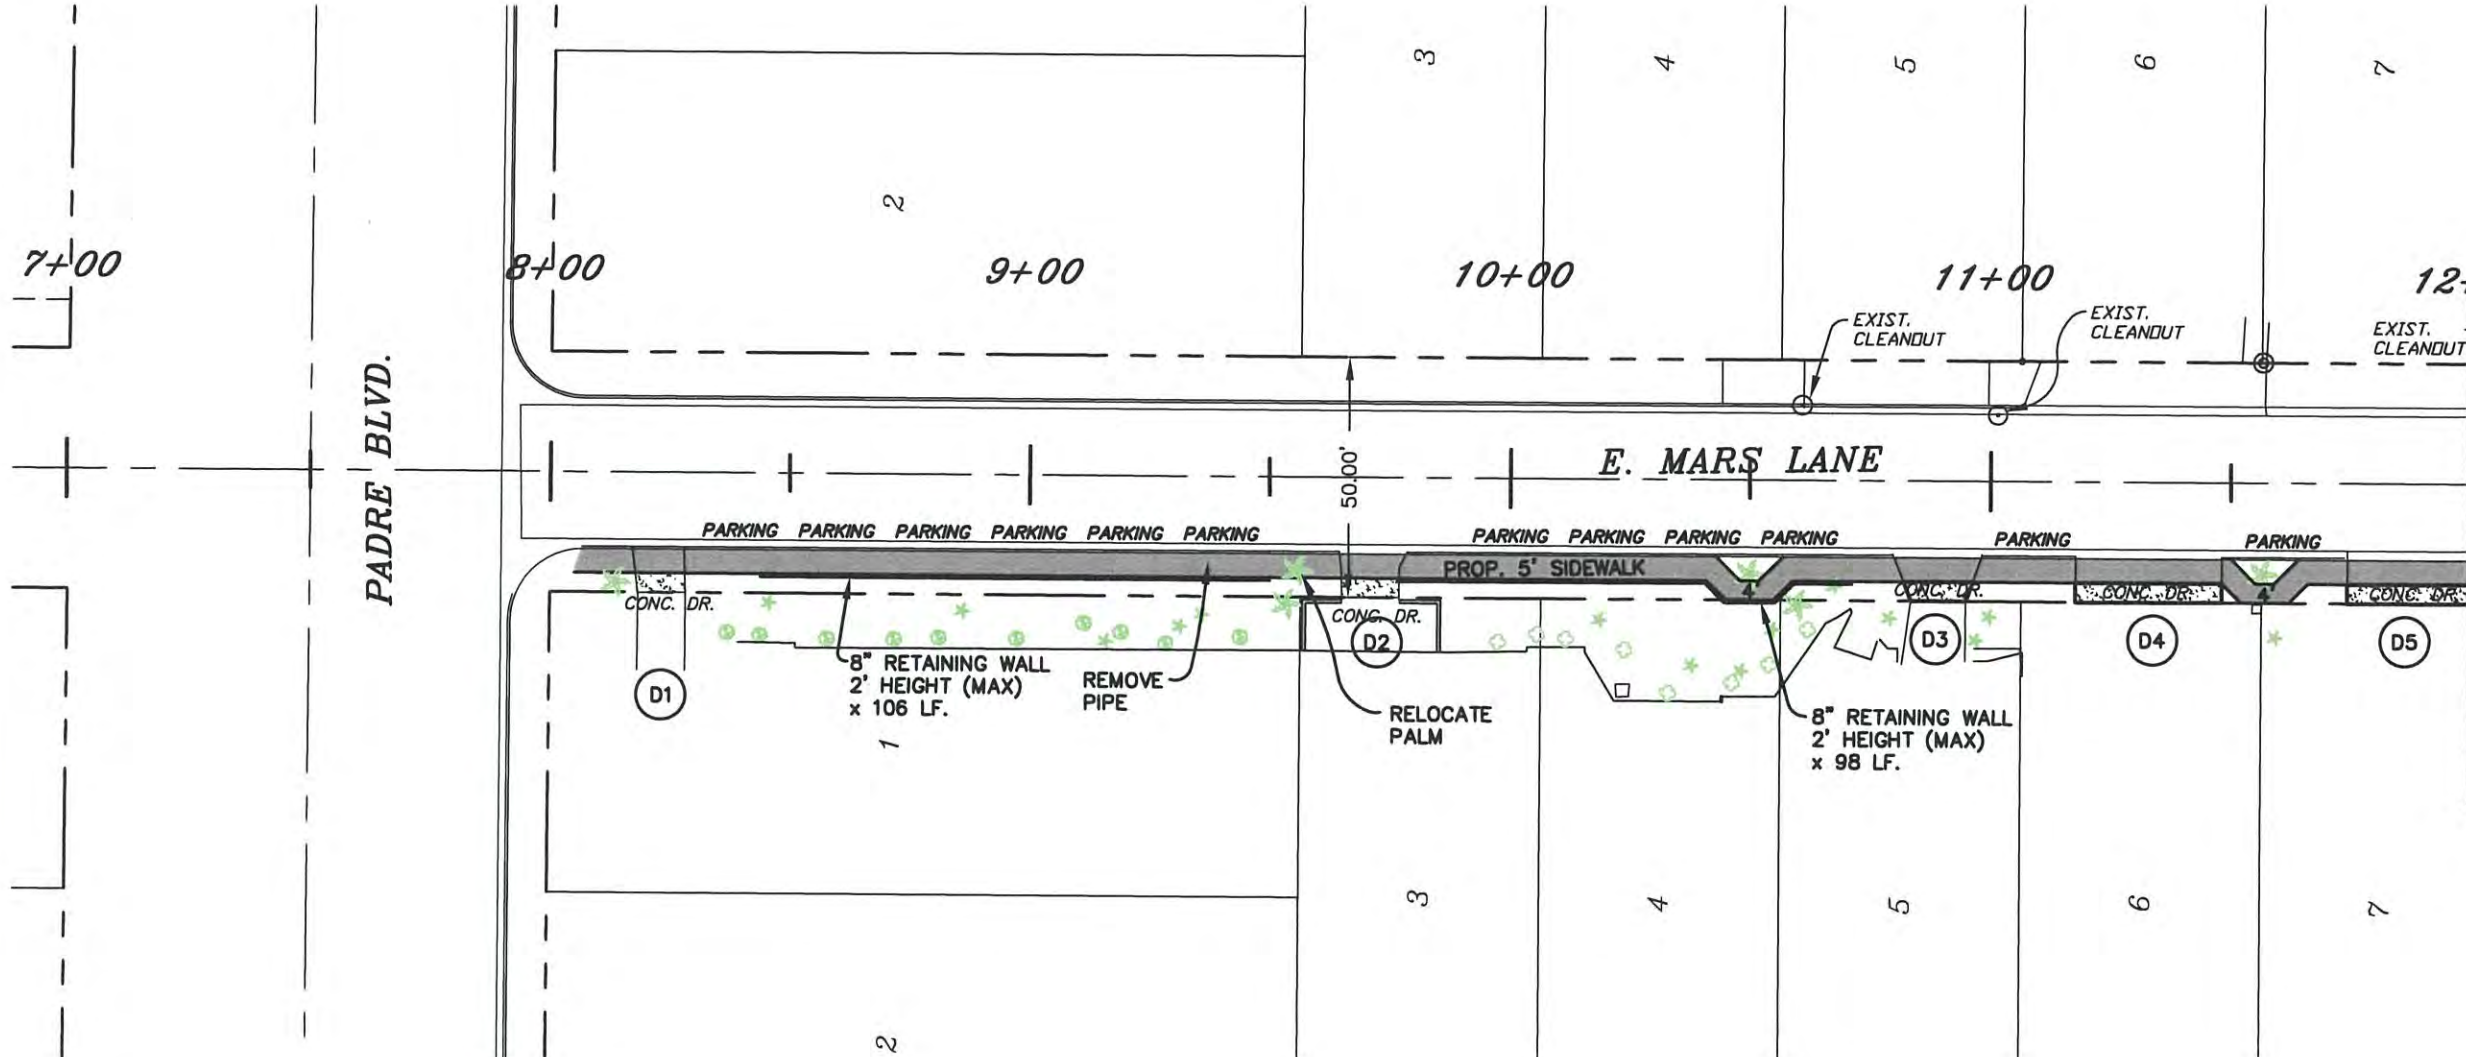 3
4
5
6
7
2
7+00
8+00
9+00
10+00
11+00
12+
EXIST.
CLEANOUT
EXIST.
CLEANOUT
EXIST.
CLEANOUT
PADRE BLVD.
50.00'
E. MARS LANE
PARKING PARKING PARKING PARKING PARKING PARKING
PARKING PARKING PARKING PARKING
PARKING
PARKING
PROP. 5' SIDEWALK
4'
4'
CONC. DR.
CONC. DR.
CONC. DR.
CONC. DR.
CONC. DR.
D1
D2
D3
D4
D5
8" RETAINING WALL
2' HEIGHT (MAX)
x 106 LF.
REMOVE
PIPE
RELOCATE
PALM
8" RETAINING WALL
2' HEIGHT (MAX)
x 98 LF.
1
3
4
5
6
7
2